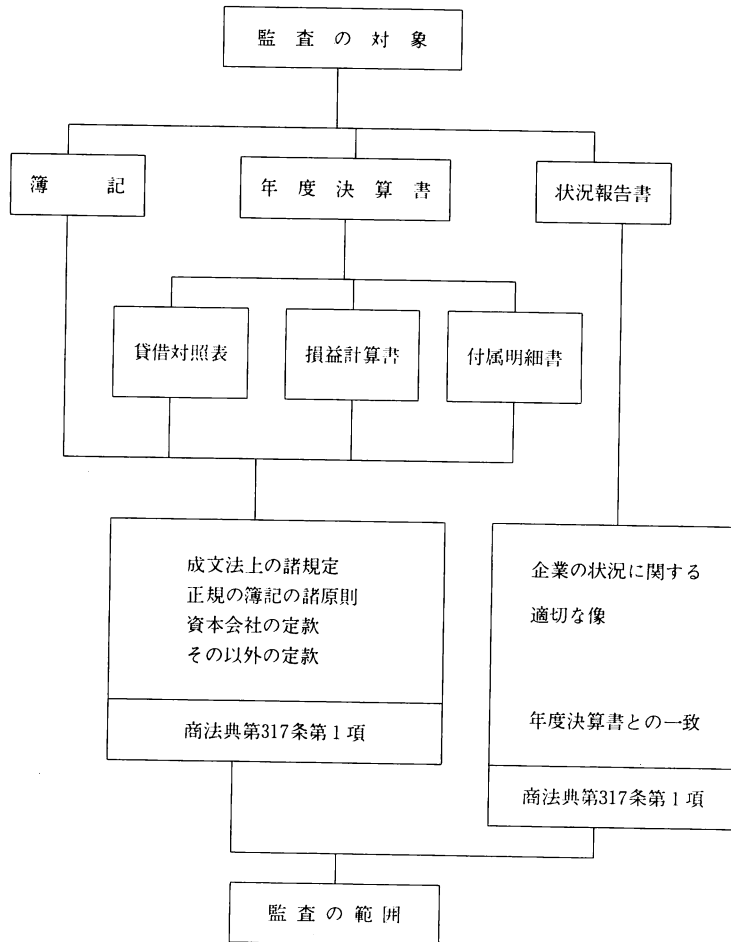 監査の対象
簿記
年度決算書
状況報告書
貸借対照表
損益計算書
付属明細書
成文法上の諸規定
正規の簿記の諸原則
資本会社の定款
その以外の定款
商法典第317条第1項
企業の状況に関する
適切な像
年度決算書との一致
商法典第317条第1項
監査の範囲